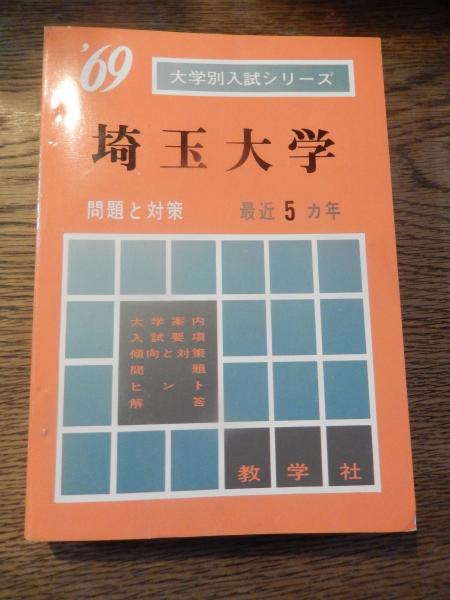 '69
大学別入試シリーズ
埼玉大学
問題と対策 最近5カ年
大学案内
入試要項
傾向と対策
問題
ヒント
解答
教学社